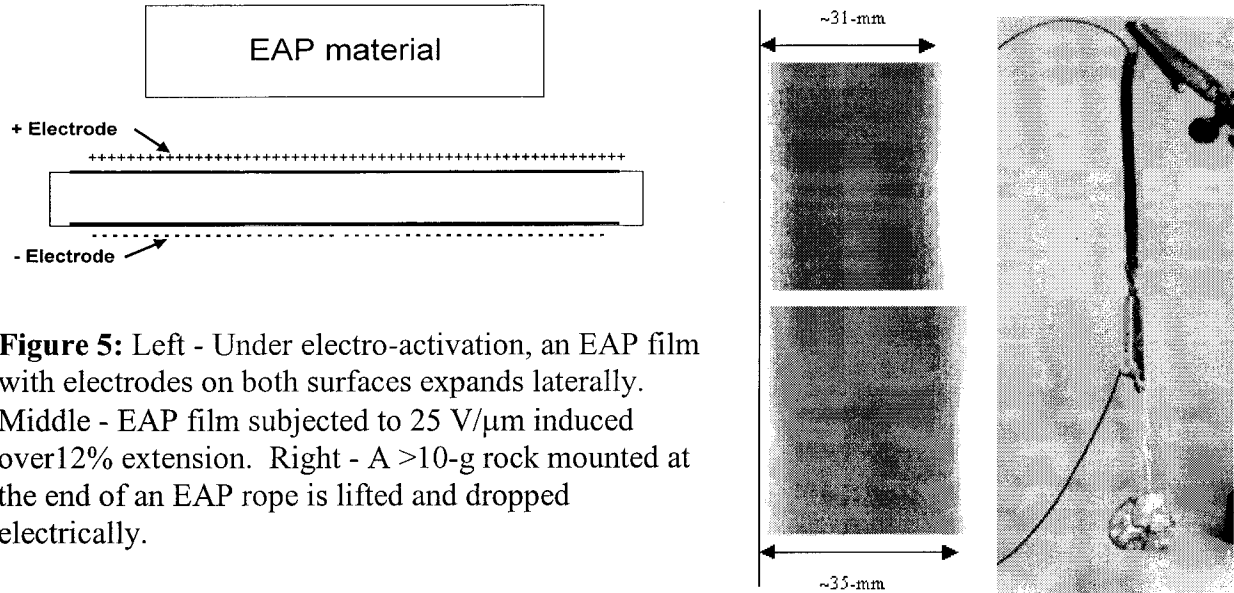 EAP material
+ Electrode
+++++++++++++++++++++++++++++++++++++++++++++++++++++++
- - - - - - - - - - - - - - - - - - - - - - - - - - - - - - - - - - - - - - - -
- Electrode
Figure 5: Left - Under electro-activation, an EAP film
with electrodes on both surfaces expands laterally.
Middle - EAP film subjected to 25 V/μm induced
over12% extension. Right - A >10-g rock mounted at
the end of an EAP rope is lifted and dropped
electrically.
~31-mm
~35-mm